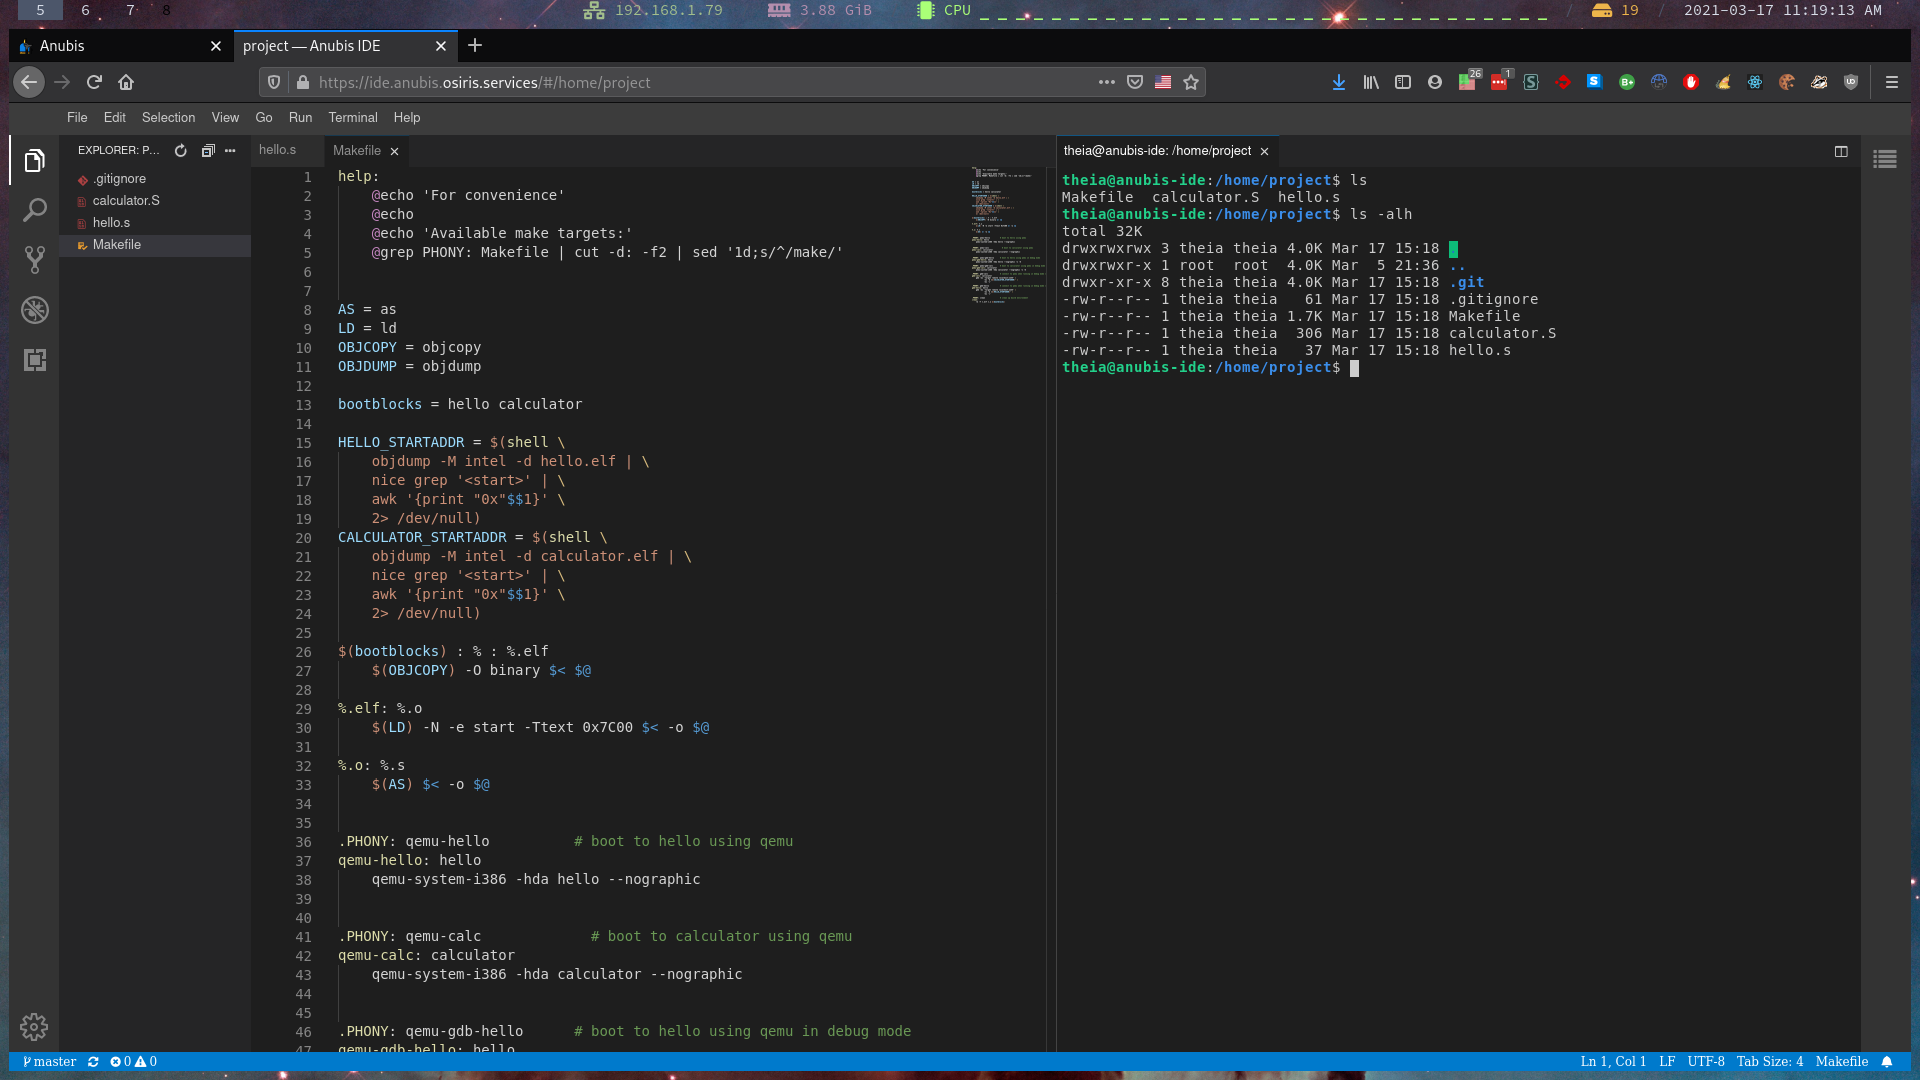 5 6 7 8 192.168.1.79 3.88 GiB CPU 19 2021-03-17 11:19:13 AM
Anubis project — Anubis IDE
https://ide.anubis.osiris.services/#/home/project 26 1
File Edit Selection View Go Run Terminal Help
EXPLORER: P...
.gitignore
calculator.S
hello.s
Makefile
hello.s Makefile
1 help:
2 @echo 'For convenience'
3 @echo
4 @echo 'Available make targets:'
5 @grep PHONY: Makefile | cut -d: -f2 | sed '1d;s/^/make/'
6
7
8 AS = as
9 LD = ld
10 OBJCOPY = objcopy
11 OBJDUMP = objdump
12
13 bootblocks = hello calculator
14
15 HELLO_STARTADDR = $(shell \
16 objdump -M intel -d hello.elf | \
17 nice grep '<start>' | \
18 awk '{print "0x"$$1}' \
19 2> /dev/null)
20 CALCULATOR_STARTADDR = $(shell \
21 objdump -M intel -d calculator.elf | \
22 nice grep '<start>' | \
23 awk '{print "0x"$$1}' \
24 2> /dev/null)
25
26 $(bootblocks) : % : %.elf
27 $(OBJCOPY) -O binary $< $@
28
29 %.elf: %.o
30 $(LD) -N -e start -Ttext 0x7C00 $< -o $@
31
32 %.o: %.s
33 $(AS) $< -o $@
34
35
36 .PHONY: qemu-hello # boot to hello using qemu
37 qemu-hello: hello
38 qemu-system-i386 -hda hello --nographic
39
40
41 .PHONY: qemu-calc # boot to calculator using qemu
42 qemu-calc: calculator
43 qemu-system-i386 -hda calculator --nographic
44
45
46 .PHONY: qemu-gdb-hello # boot to hello using qemu in debug mode
47 qemu-gdb-hello: hello
theia@anubis-ide: /home/project
theia@anubis-ide:/home/project$ ls
Makefile calculator.S hello.s
theia@anubis-ide:/home/project$ ls -alh
total 32K
drwxrwxrwx 3 theia theia 4.0K Mar 17 15:18 .
drwxrwxr-x 1 root root 4.0K Mar 5 21:36 ..
drwxr-xr-x 8 theia theia 4.0K Mar 17 15:18 .git
-rw-r--r-- 1 theia theia 61 Mar 17 15:18 .gitignore
-rw-r--r-- 1 theia theia 1.7K Mar 17 15:18 Makefile
-rw-r--r-- 1 theia theia 306 Mar 17 15:18 calculator.S
-rw-r--r-- 1 theia theia 37 Mar 17 15:18 hello.s
theia@anubis-ide:/home/project$
master 0 0 Ln 1, Col 1 LF UTF-8 Tab Size: 4 Makefile